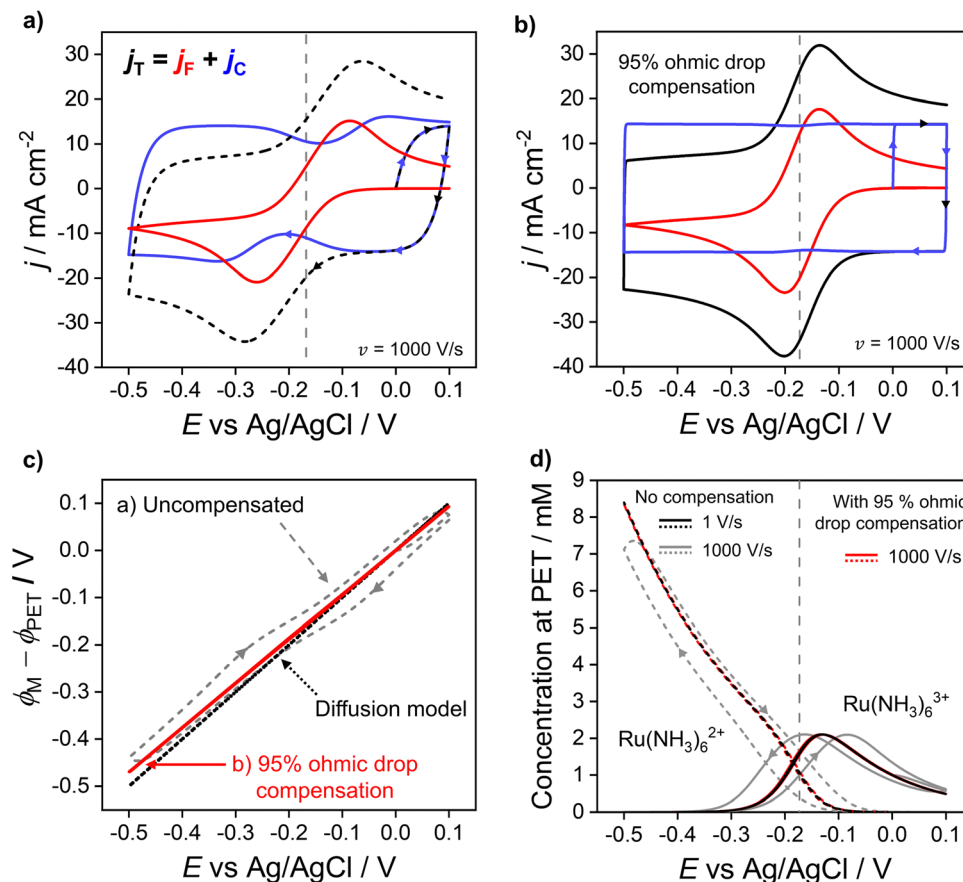 a)
j_T = j_F + j_C
30
20
10
0
-10
-20
-30
-40
j / mA cm⁻²
v = 1000 V/s
-0.5 -0.4 -0.3 -0.2 -0.1 0.0 0.1
E vs Ag/AgCl / V
b)
95% ohmic drop
compensation
30
20
10
0
-10
-20
-30
-40
j / mA cm⁻²
v = 1000 V/s
-0.5 -0.4 -0.3 -0.2 -0.1 0.0 0.1
E vs Ag/AgCl / V
c)
0.1
0.0
-0.1
-0.2
-0.3
-0.4
-0.5
ϕ_M − ϕ_PET / V
a) Uncompensated
Diffusion model
b) 95% ohmic drop
compensation
-0.5 -0.4 -0.3 -0.2 -0.1 0.0 0.1
E vs Ag/AgCl / V
d)
9
8
7
6
5
4
3
2
1
0
Concentration at PET / mM
No compensation
1 V/s
1000 V/s
With 95 % ohmic
drop compensation
1000 V/s
Ru(NH₃)₆²⁺
Ru(NH₃)₆³⁺
-0.5 -0.4 -0.3 -0.2 -0.1 0.0 0.1
E vs Ag/AgCl / V